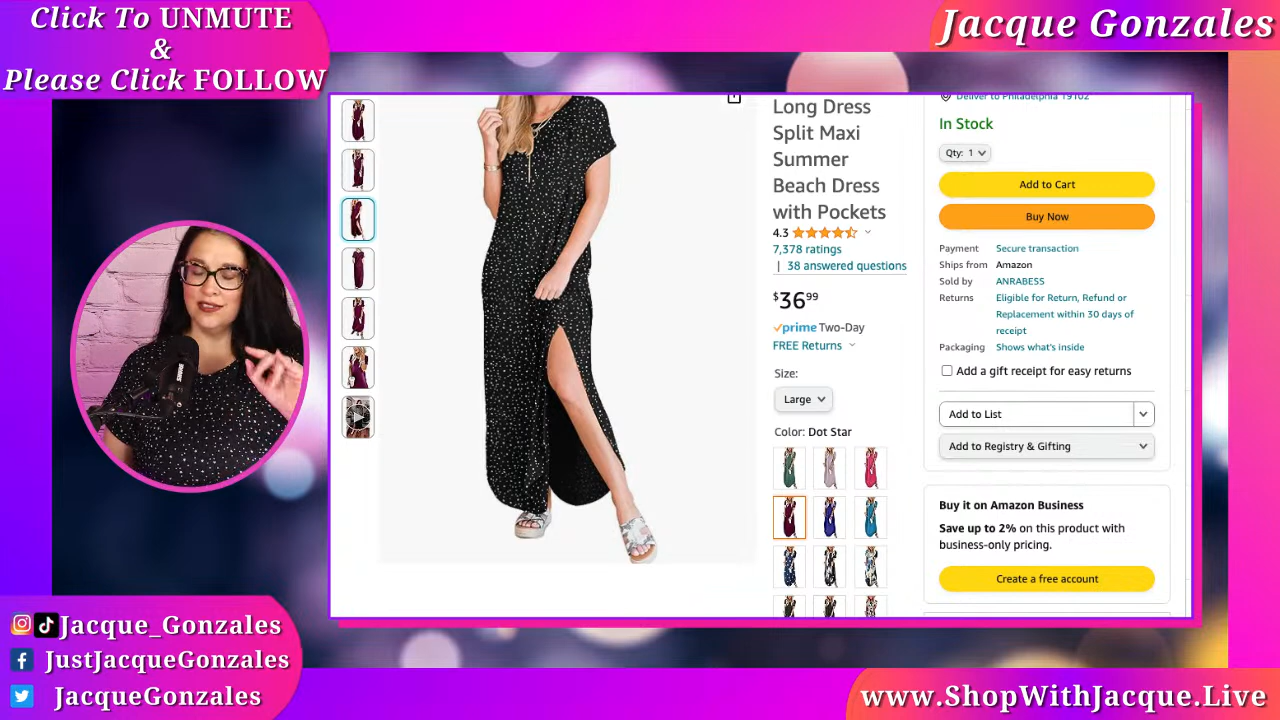 Click To UNMUTE
&
Please Click FOLLOW
Jacque Gonzales
Long Dress
Split Maxi
Summer
Beach Dress
with Pockets
4.3
7,378 ratings
| 38 answered questions
$36.99
prime Two-Day
FREE Returns
Size:
Large
Color: Dot Star
Deliver to Philadelphia 19102
In Stock
Qty: 1
Add to Cart
Buy Now
Payment Secure transaction
Ships from Amazon
Sold by ANRABESS
Returns Eligible for Return, Refund or
Replacement within 30 days of
receipt
Packaging Shows what's inside
Add a gift receipt for easy returns
Add to List
Add to Registry & Gifting
Buy it on Amazon Business
Save up to 2% on this product with
business-only pricing.
Create a free account
Jacque_Gonzales
JustJacqueGonzales
JacqueGonzales
www.ShopWithJacque.Live